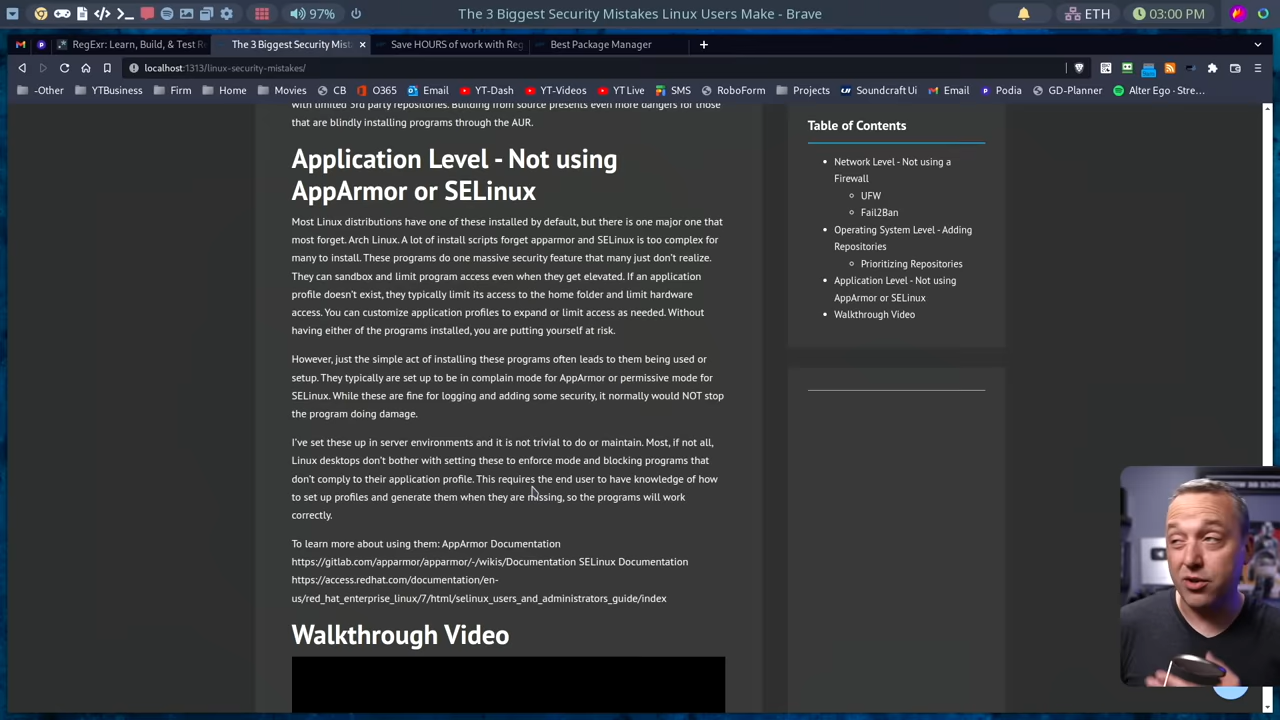 97%
The 3 Biggest Security Mistakes Linux Users Make - Brave
ETH
03:00 PM
RegExr: Learn, Build, & Test Re
The 3 Biggest Security Mist
Save HOURS of work with Reg
Best Package Manager
localhost:1313/linux-security-mistakes/
-Other
YTBusiness
Firm
Home
Movies
CB
O365
Email
YT-Dash
YT-Videos
YT Live
SMS
RoboForm
Projects
Soundcraft Ui
Email
Podia
GD-Planner
Alter Ego - Stre...
with limited 3rd party repositories. Building from source presents even more dangers for those
that are blindly installing programs through the AUR.
Application Level - Not using
AppArmor or SELinux
Most Linux distributions have one of these installed by default, but there is one major one that
most forget. Arch Linux. A lot of install scripts forget apparmor and SELinux is too complex for
many to install. These programs do one massive security feature that many just don't realize.
They can sandbox and limit program access even when they get elevated. If an application
profile doesn't exist, they typically limit its access to the home folder and limit hardware
access. You can customize application profiles to expand or limit access as needed. Without
having either of the programs installed, you are putting yourself at risk.
However, just the simple act of installing these programs often leads to them being used or
setup. They typically are set up to be in complain mode for AppArmor or permissive mode for
SELinux. While these are fine for logging and adding some security, it normally would NOT stop
the program doing damage.
I've set these up in server environments and it is not trivial to do or maintain. Most, if not all,
Linux desktops don't bother with setting these to enforce mode and blocking programs that
don't comply to their application profile. This requires the end user to have knowledge of how
to set up profiles and generate them when they are missing, so the programs will work
correctly.
To learn more about using them: AppArmor Documentation
https://gitlab.com/apparmor/apparmor/-/wikis/Documentation SELinux Documentation
https://access.redhat.com/documentation/en-
us/red_hat_enterprise_linux/7/html/selinux_users_and_administrators_guide/index
Walkthrough Video
Table of Contents
Network Level - Not using a
Firewall
UFW
Fail2Ban
Operating System Level - Adding
Repositories
Prioritizing Repositories
Application Level - Not using
AppArmor or SELinux
Walkthrough Video